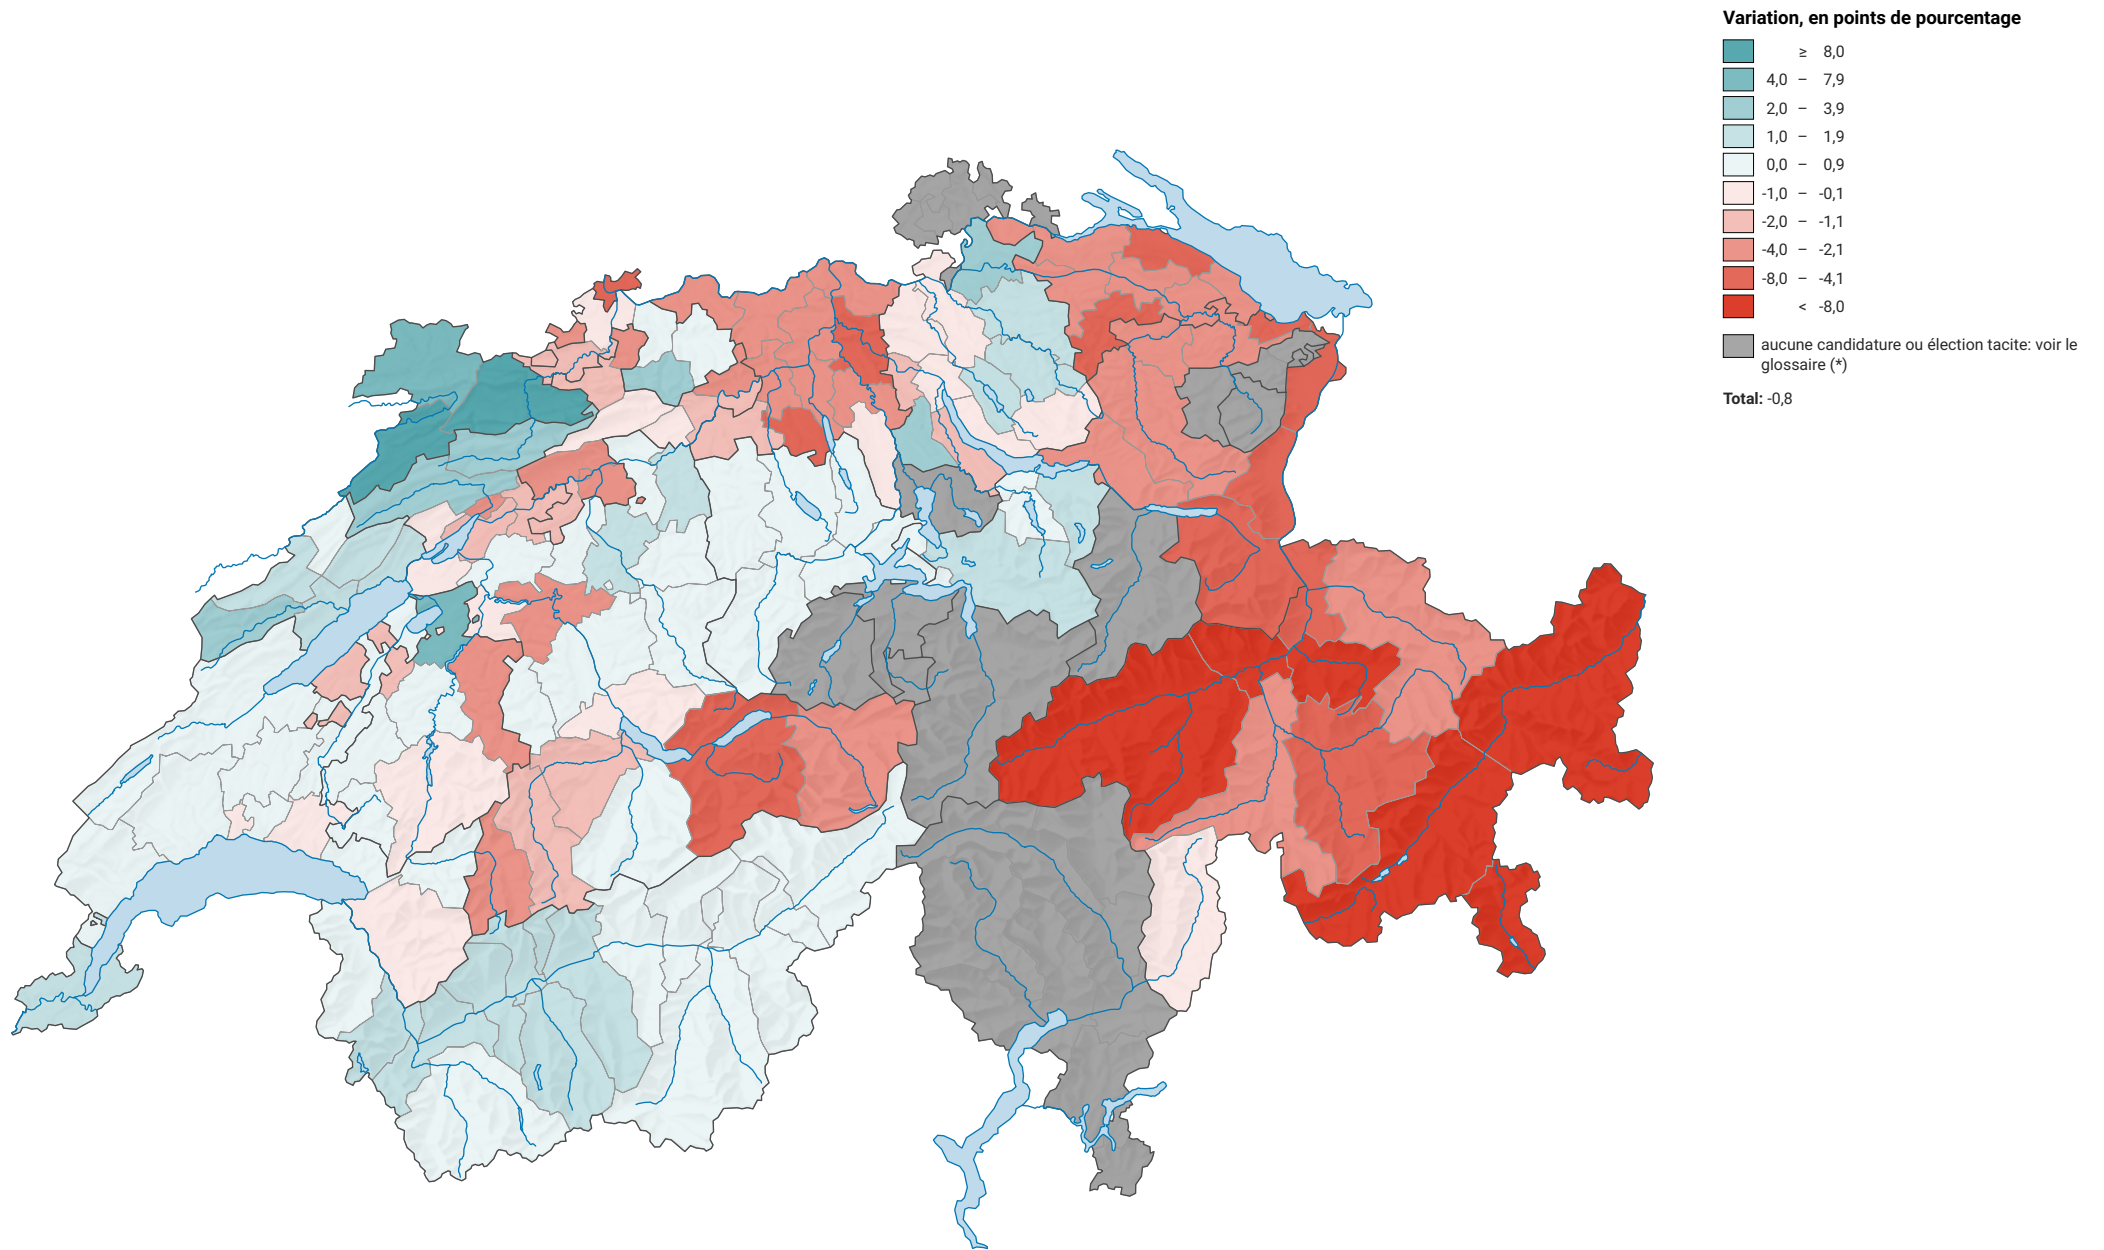 Variation, en points de pourcentage
≥ 8,0
4,0 – 7,9
2,0 – 3,9
1,0 – 1,9
0,0 – 0,9
-1,0 – -0,1
-2,0 – -1,1
-4,0 – -2,1
-8,0 – -4,1
< -8,0
aucune candidature ou élection tacite: voir le
glossaire (*)
Total: -0,8